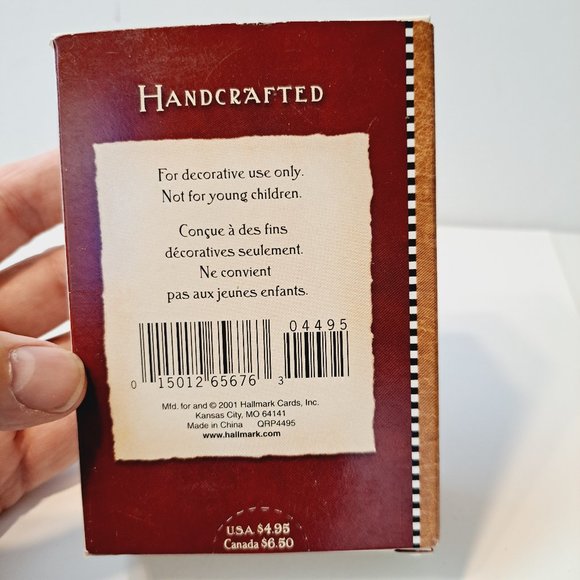 HANDCRAFTED
For decorative use only.
Not for young children.
Conçue à des fins
décoratives seulement.
Ne convient
pas aux jeunes enfants.
04495
0 15012 65676 3
Mfd. for and © 2001 Hallmark Cards, Inc.
Kansas City, MO 64141
Made in China QRP4495
www.hallmark.com
U.S.A. $4.95
Canada $6.50